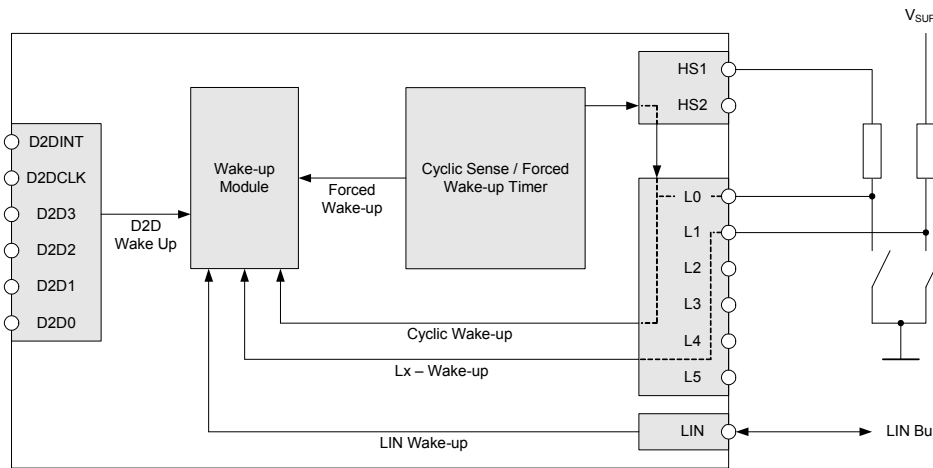 V_SUP
HS1
HS2
D2DINT
D2DCLK
D2D3
D2D2
D2D1
D2D0
D2D
Wake Up
Wake-up
Module
Forced
Wake-up
Cyclic Sense / Forced
Wake-up Timer
L0
L1
L2
L3
L4
L5
Cyclic Wake-up
Lx – Wake-up
LIN Wake-up
LIN
LIN Bu